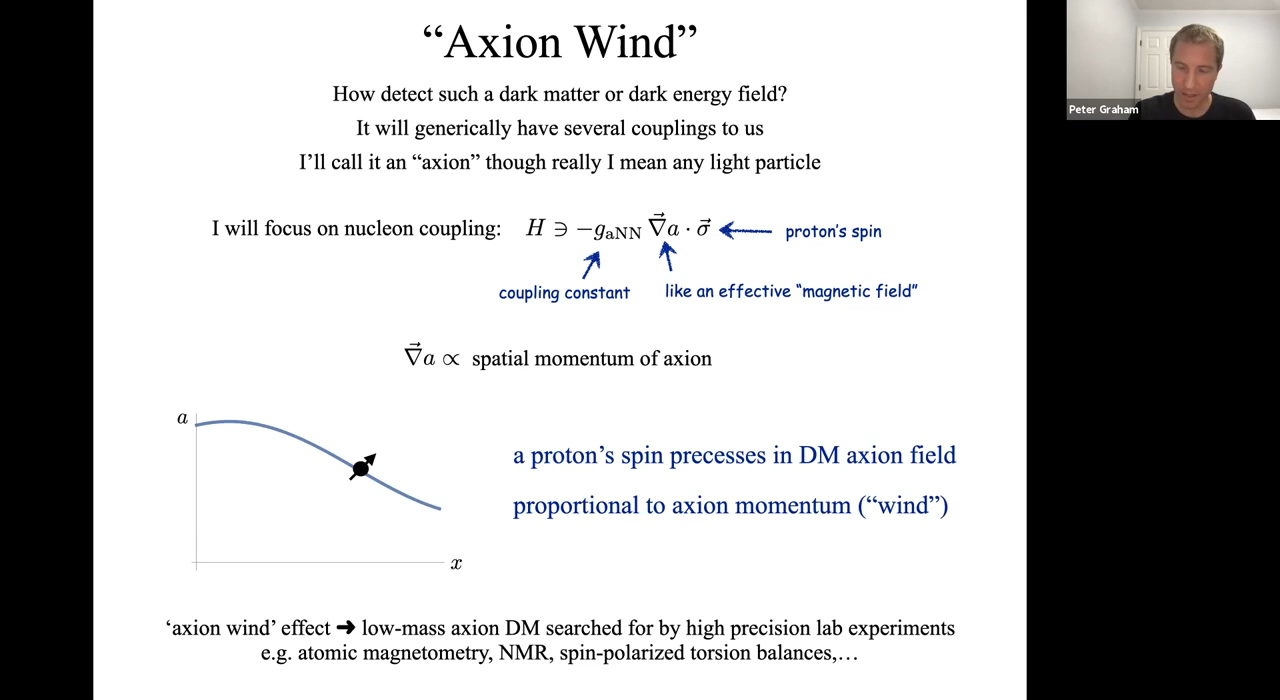 “Axion Wind”
How detect such a dark matter or dark energy field?
It will generically have several couplings to us
I’ll call it an “axion” though really I mean any light particle
I will focus on nucleon coupling: H ∋ −g_aNN ∇⃗a · σ⃗
proton’s spin
coupling constant
like an effective “magnetic field”
∇⃗a ∝ spatial momentum of axion
a
x
a proton’s spin precesses in DM axion field
proportional to axion momentum (“wind”)
‘axion wind’ effect ➜ low-mass axion DM searched for by high precision lab experiments
e.g. atomic magnetometry, NMR, spin-polarized torsion balances,…
Peter Graham